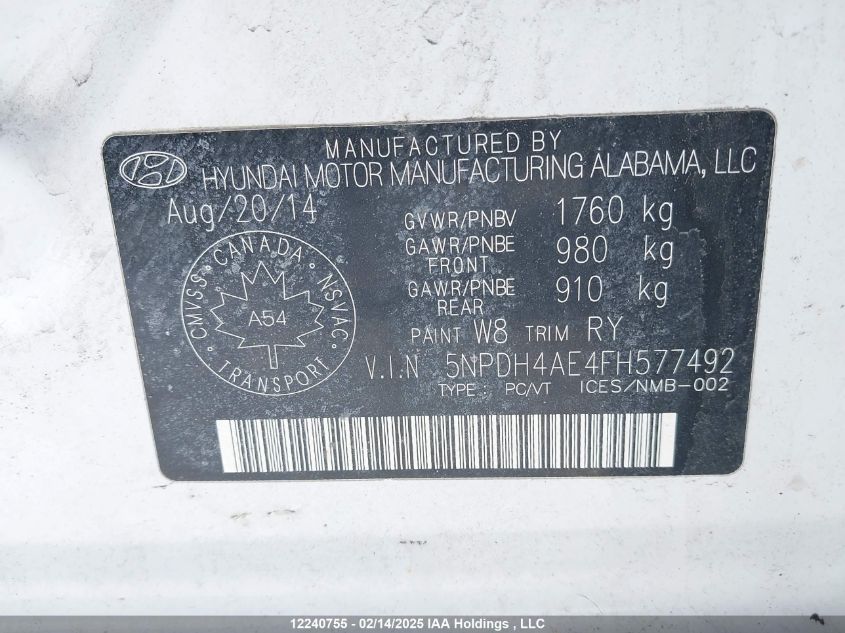 MANUFACTURED BY
HYUNDAI MOTOR MANUFACTURING ALABAMA, LLC
Aug/20/14
GVWR/PNBV 1760 kg
GAWR/PNBE FRONT 980 kg
GAWR/PNBE REAR 910 kg
PAINT W8 TRIM RY
V.I.N 5NPDH4AE4FH577492
TYPE : PC/VT ICES/NMB-002
CANADA · NSVAC · TRANSPORT · CMVSS ·
A54
12240755 - 02/14/2025 IAA Holdings , LLC